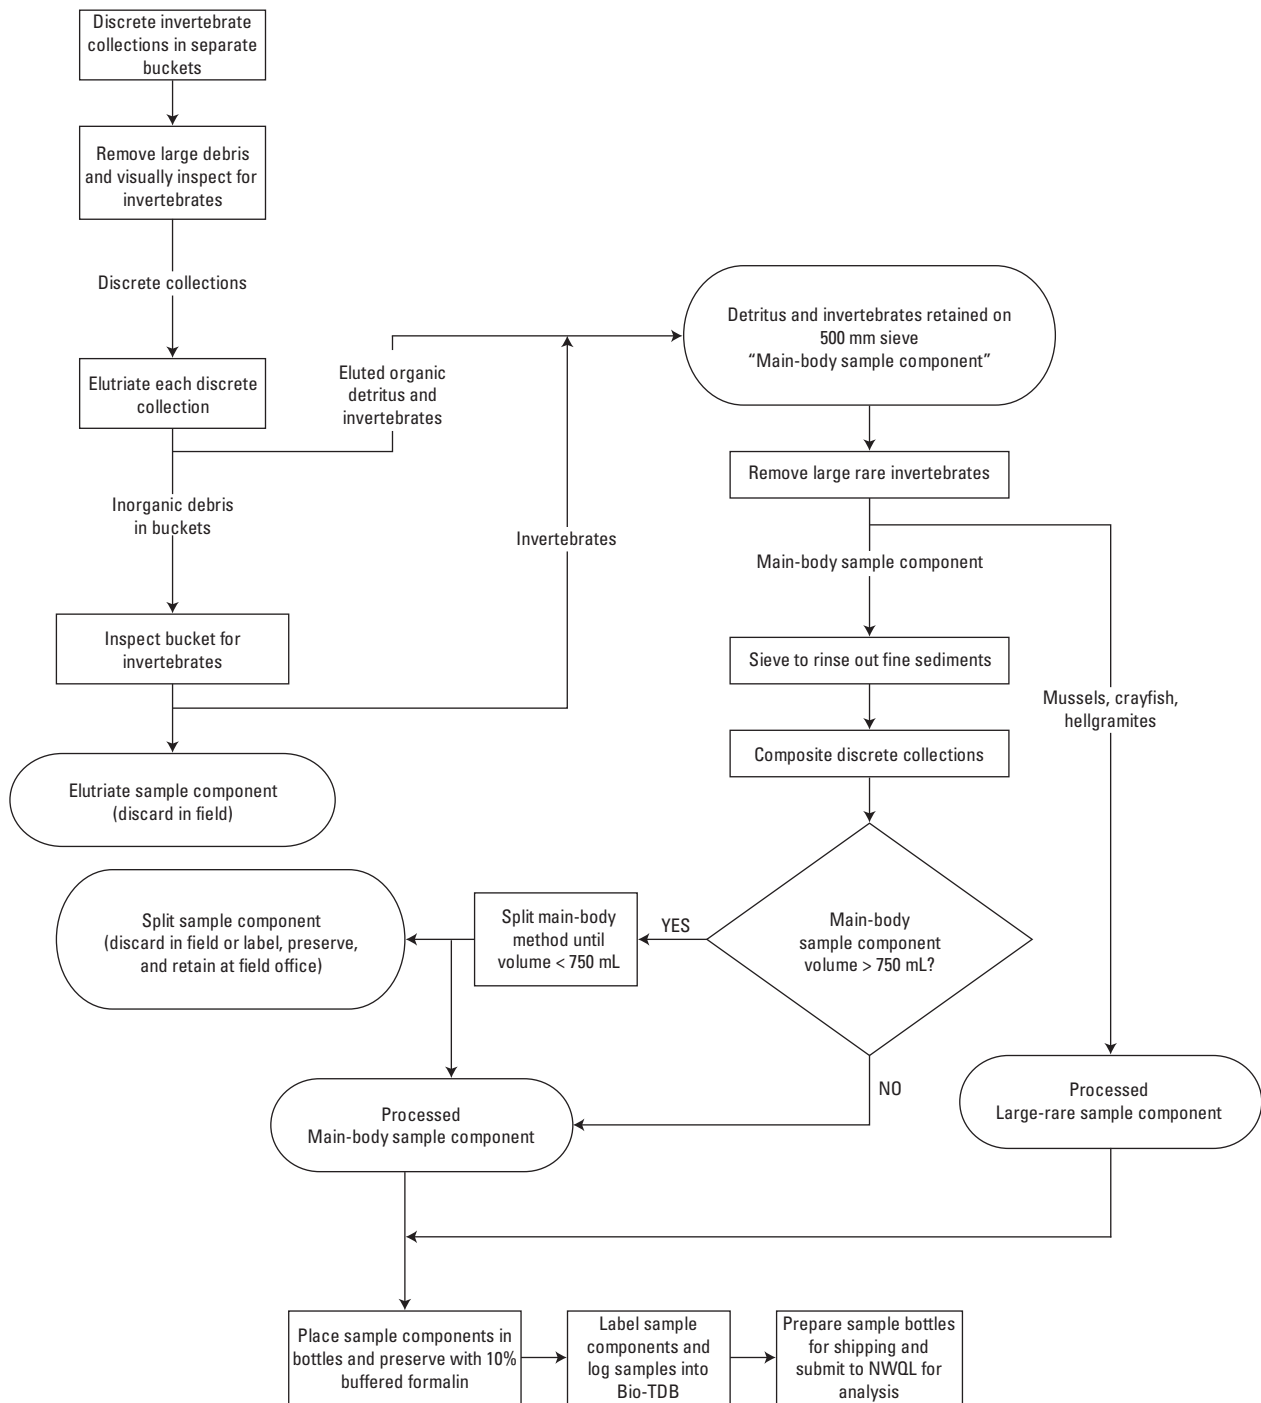 Discrete invertebrate
collections in separate
buckets
Remove large debris
and visually inspect for
invertebrates
Discrete collections
Elutriate each discrete
collection
Eluted organic
detritus and
invertebrates
Inorganic debris
in buckets
Invertebrates
Inspect bucket for
invertebrates
Elutriate sample component
(discard in field)
Detritus and invertebrates retained on
500 mm sieve
“Main-body sample component”
Remove large rare invertebrates
Main-body sample component
Sieve to rinse out fine sediments
Mussels, crayfish,
hellgramites
Composite discrete collections
Main-body
sample component
volume > 750 mL?
YES
Split main-body
method until
volume < 750 mL
Split sample component
(discard in field or label, preserve,
and retain at field office)
NO
Processed
Main-body sample component
Processed
Large-rare sample component
Place sample components in
bottles and preserve with 10%
buffered formalin
Label sample
components and
log samples into
Bio-TDB
Prepare sample bottles
for shipping and
submit to NWQL for
analysis